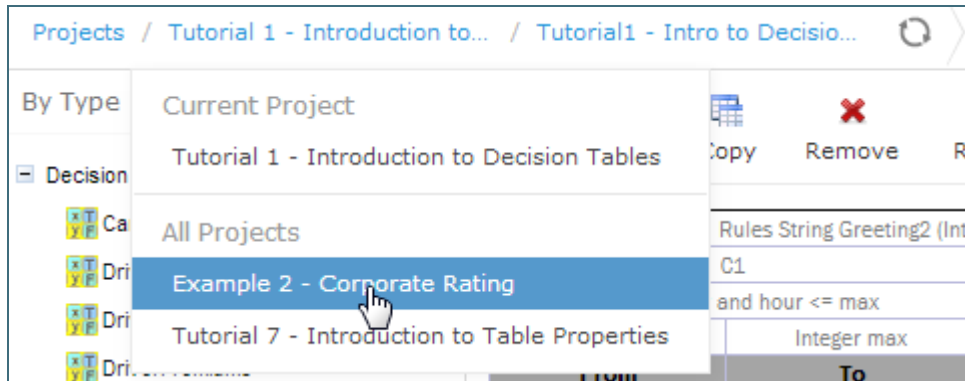 Projects / Tutorial 1 - Introduction to... / Tutorial1 - Intro to Decisio...
By Type
Current Project
Tutorial 1 - Introduction to Decision Tables
Copy Remove
Decision
All Projects
Rules String Greeting2 (Int
Example 2 - Corporate Rating
C1
and hour <= max
Tutorial 7 - Introduction to Table Properties
Integer max
From To